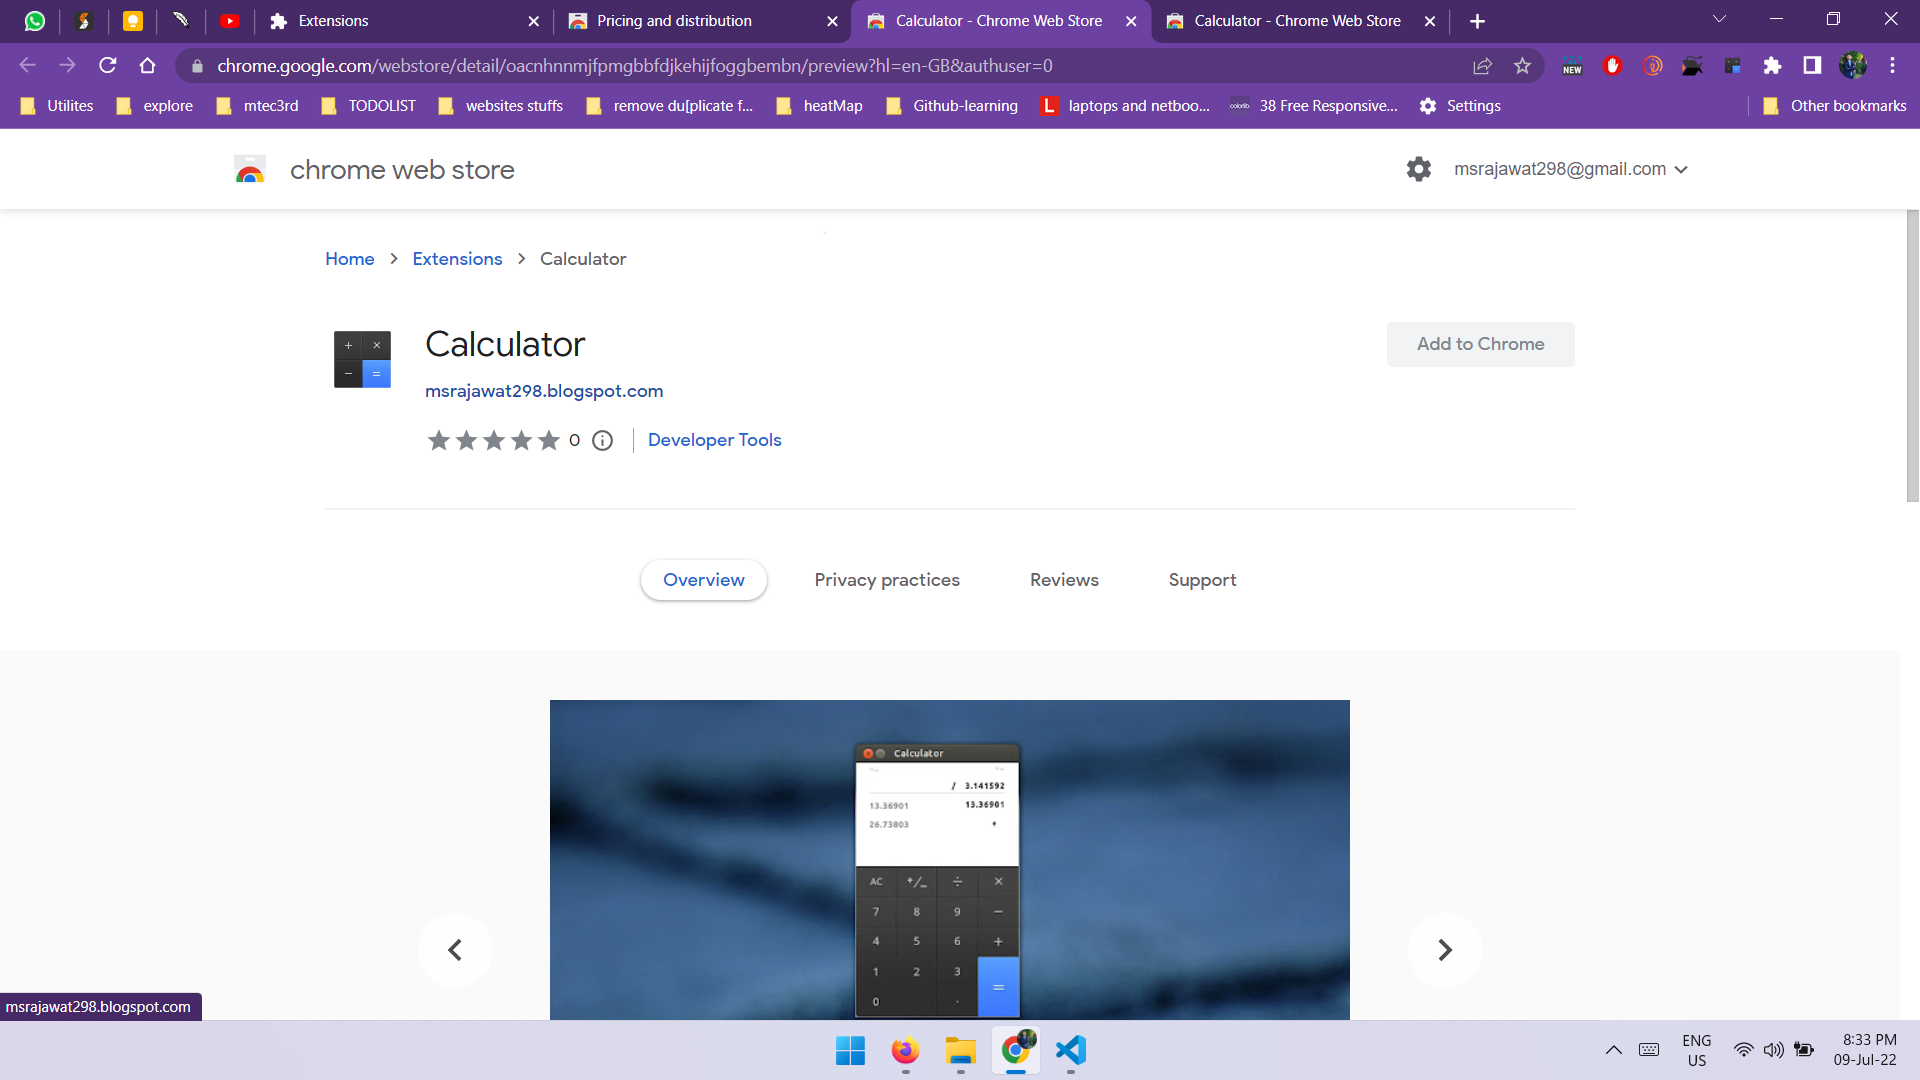 Extensions
Pricing and distribution
Calculator - Chrome Web Store
Calculator - Chrome Web Store
chrome.google.com/webstore/detail/oacnhnnmjfpmgbbfdjkehijfoggbembn/preview?hl=en-GB&authuser=0
NEW
Utilites
explore
mtec3rd
TODOLIST
websites stuffs
remove du[plicate f...
heatMap
Github-learning
L
laptops and netboo...
colorlib.
38 Free Responsive...
Settings
Other bookmarks
chrome web store
msrajawat298@gmail.com
Home > Extensions > Calculator
+ ×
− =
Calculator
Add to Chrome
msrajawat298.blogspot.com
0
Developer Tools
Overview
Privacy practices
Reviews
Support
Calculator
/ 3.141592
13.36901 13.36901
26.73803 +
AC +/_ ÷ ×
7 8 9 −
4 5 6 +
1 2 3
=
0 .
msrajawat298.blogspot.com
ENG
US
8:33 PM
09-Jul-22